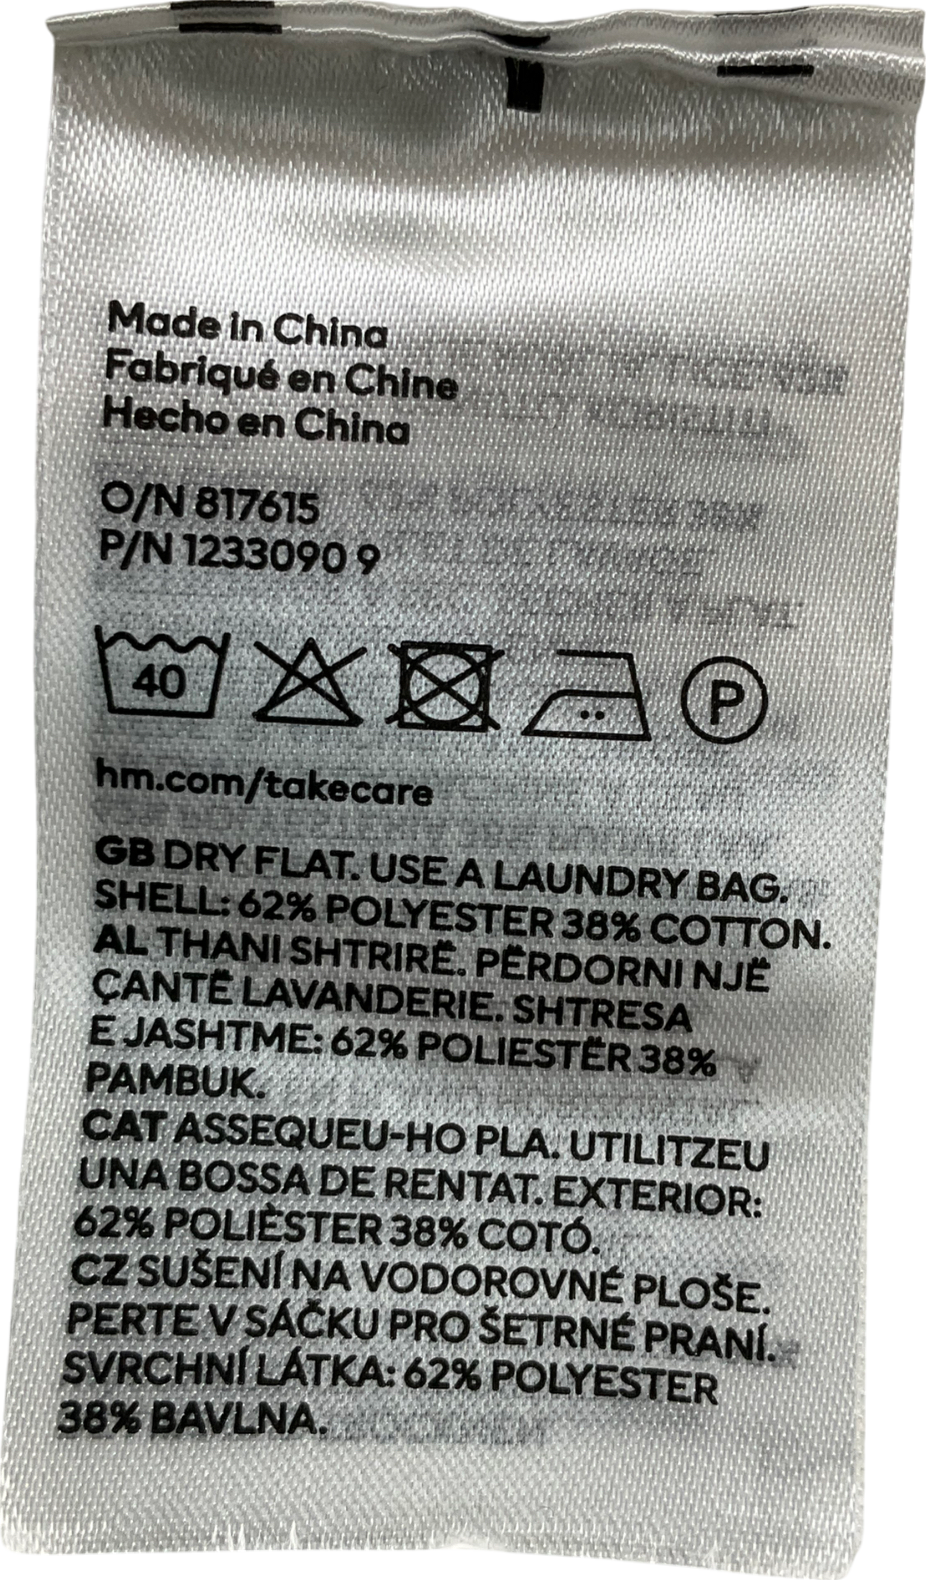 Made in China
Fabriqué en Chine
Hecho en China
O/N 817615
P/N 1233090 9
40
P
hm.com/takecare
GB DRY FLAT. USE A LAUNDRY BAG.
SHELL: 62% POLYESTER 38% COTTON.
AL THANI SHTRIRË. PËRDORNI NJË
ÇANTË LAVANDERIE. SHTRESA
E JASHTME: 62% POLIESTËR 38%
PAMBUK.
CAT ASSEQUEU-HO PLA. UTILITZEU
UNA BOSSA DE RENTAT. EXTERIOR:
62% POLIÈSTER 38% COTÓ.
CZ SUŠENÍ NA VODOROVNÉ PLOŠE.
PERTE V SÁČKU PRO ŠETRNÉ PRANÍ.
SVRCHNÍ LÁTKA: 62% POLYESTER
38% BAVLNA.